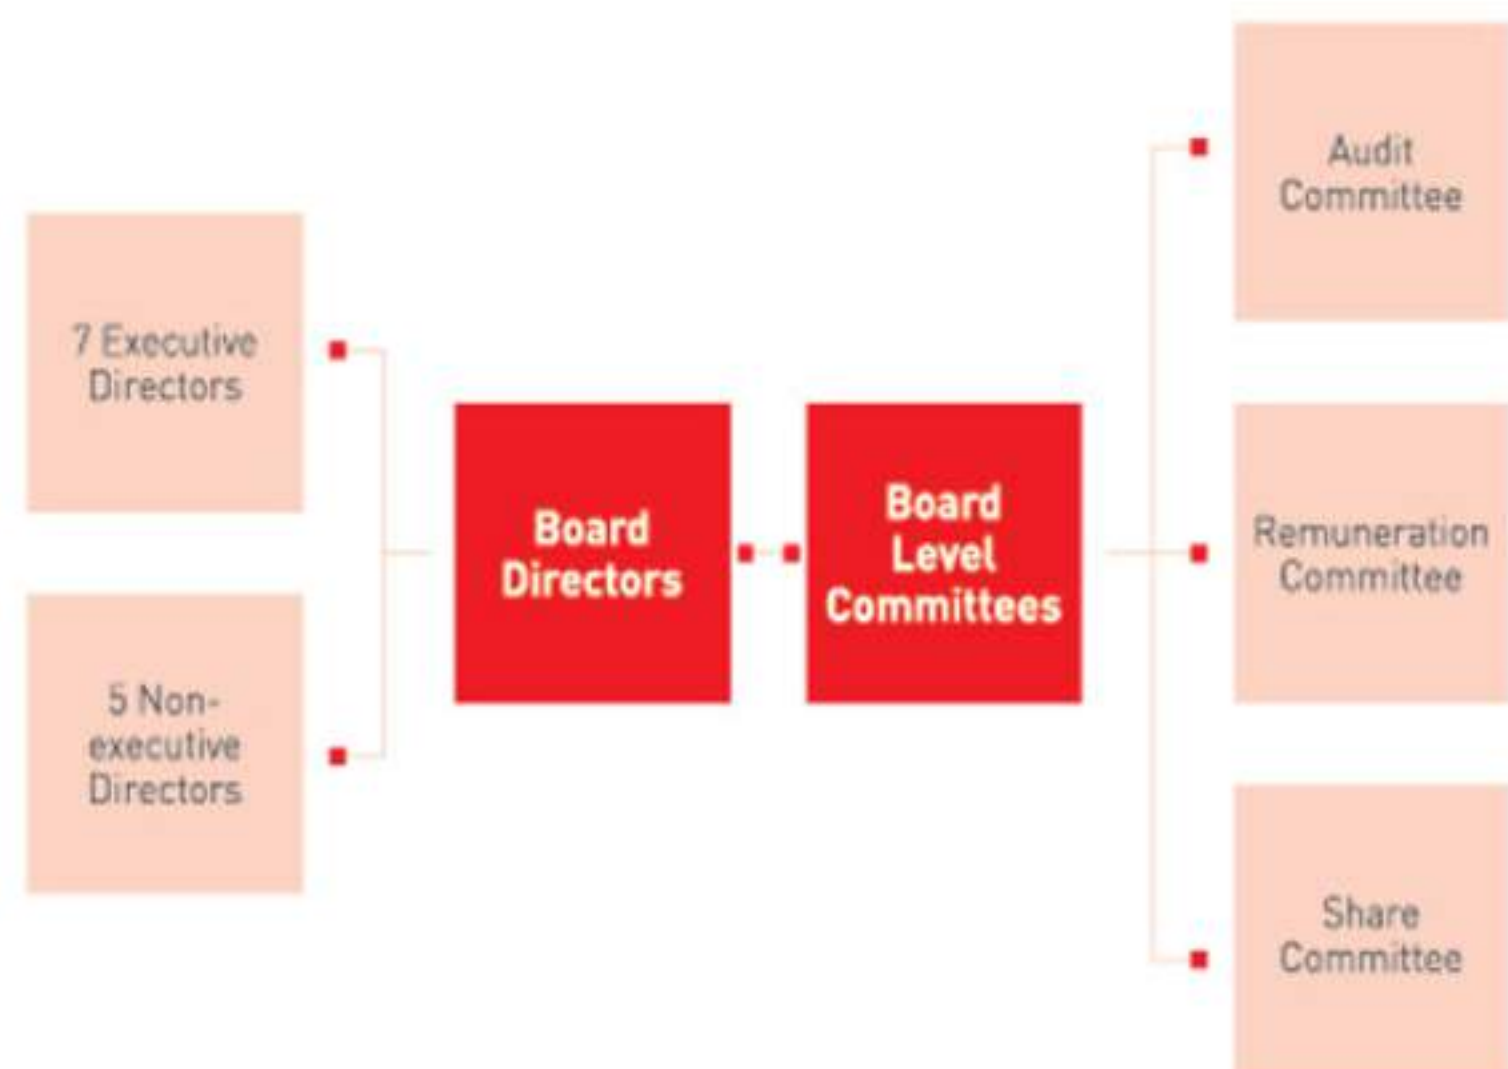 7 Executive
Directors
5 Non-
executive
Directors
Board
Directors
Board
Level
Committees
Audit
Committee
Remuneration
Committee
Share
Committee